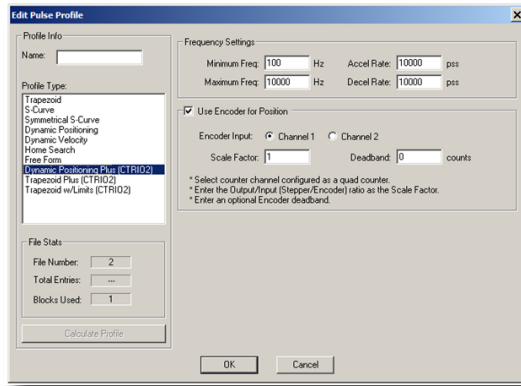 Edit Pulse Profile
Profile Info
Name:
Profile Type:
Trapezoid
S-Curve
Symmetrical S-Curve
Dynamic Positioning
Dynamic Velocity
Home Search
Free Form
Dynamic Positioning Plus (CTRIO2)
Trapezoid Plus (CTRIO2)
Trapezoid w/Limits (CTRIO2)
File Stats
File Number: 2
Total Entries: ---
Blocks Used: 1
Calculate Profile
Frequency Settings
Minimum Freq: 100 Hz Accel Rate: 10000 pss
Maximum Freq: 10000 Hz Decel Rate: 10000 pss
Use Encoder for Position
Encoder Input: Channel 1 Channel 2
Scale Factor: 1 Deadband: 0 counts
* Select counter channel configured as a quad counter.
* Enter the Output/Input (Stepper/Encoder) ratio as the Scale Factor.
* Enter an optional Encoder deadband.
OK Cancel